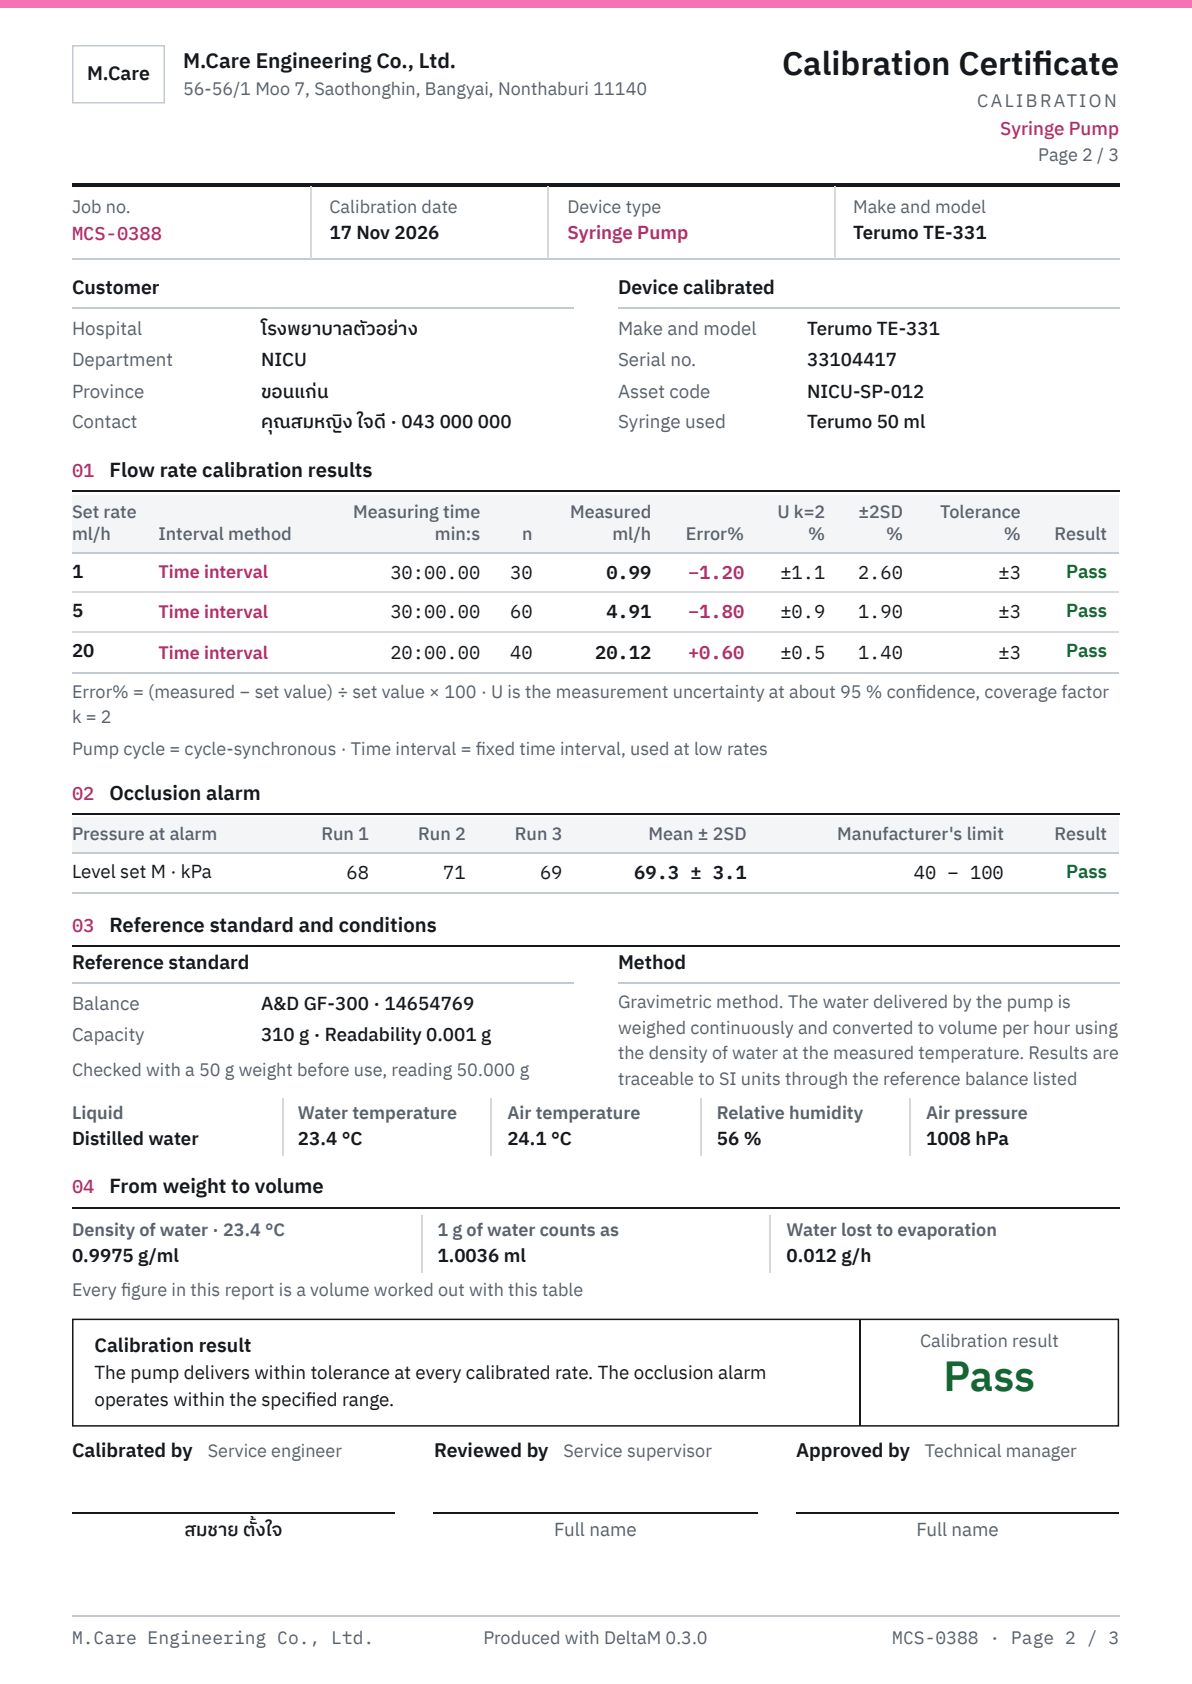 M.Care
M.Care Engineering Co., Ltd.
56-56/1 Moo 7, Saothonghin, Bangyai, Nonthaburi 11140
Calibration Certificate
CALIBRATION
Syringe Pump
Page 2 / 3
Job no. Calibration date Device type Make and model
MCS-0388 17 Nov 2026 Syringe Pump Terumo TE-331
Customer
Hospital โรงพยาบาลตัวอย่าง
Department NICU
Province ขอนแก่น
Contact คุณสมหญิง ใจดี · 043 000 000
Device calibrated
Make and model Terumo TE-331
Serial no. 33104417
Asset code NICU-SP-012
Syringe used Terumo 50 ml
01 Flow rate calibration results
Set rate Measuring time Measured U k=2 ±2SD Tolerance
ml/h Interval method min:s n ml/h Error% % % % Result
1 Time interval 30:00.00 30 0.99 −1.20 ±1.1 2.60 ±3 Pass
5 Time interval 30:00.00 60 4.91 −1.80 ±0.9 1.90 ±3 Pass
20 Time interval 20:00.00 40 20.12 +0.60 ±0.5 1.40 ±3 Pass
Error% = (measured − set value) ÷ set value × 100 · U is the measurement uncertainty at about 95 % confidence, coverage factor
k = 2
Pump cycle = cycle-synchronous · Time interval = fixed time interval, used at low rates
02 Occlusion alarm
Pressure at alarm Run 1 Run 2 Run 3 Mean ± 2SD Manufacturer's limit Result
Level set M · kPa 68 71 69 69.3 ± 3.1 40 – 100 Pass
03 Reference standard and conditions
Reference standard
Balance A&D GF-300 · 14654769
Capacity 310 g · Readability 0.001 g
Checked with a 50 g weight before use, reading 50.000 g
Method
Gravimetric method. The water delivered by the pump is
weighed continuously and converted to volume per hour using
the density of water at the measured temperature. Results are
traceable to SI units through the reference balance listed
Liquid Water temperature Air temperature Relative humidity Air pressure
Distilled water 23.4 °C 24.1 °C 56 % 1008 hPa
04 From weight to volume
Density of water · 23.4 °C 1 g of water counts as Water lost to evaporation
0.9975 g/ml 1.0036 ml 0.012 g/h
Every figure in this report is a volume worked out with this table
Calibration result
The pump delivers within tolerance at every calibrated rate. The occlusion alarm
operates within the specified range.
Calibration result
Pass
Calibrated by Service engineer Reviewed by Service supervisor Approved by Technical manager
สมชาย ตั้งใจ Full name Full name
M.Care Engineering Co., Ltd. Produced with DeltaM 0.3.0 MCS-0388 · Page 2 / 3